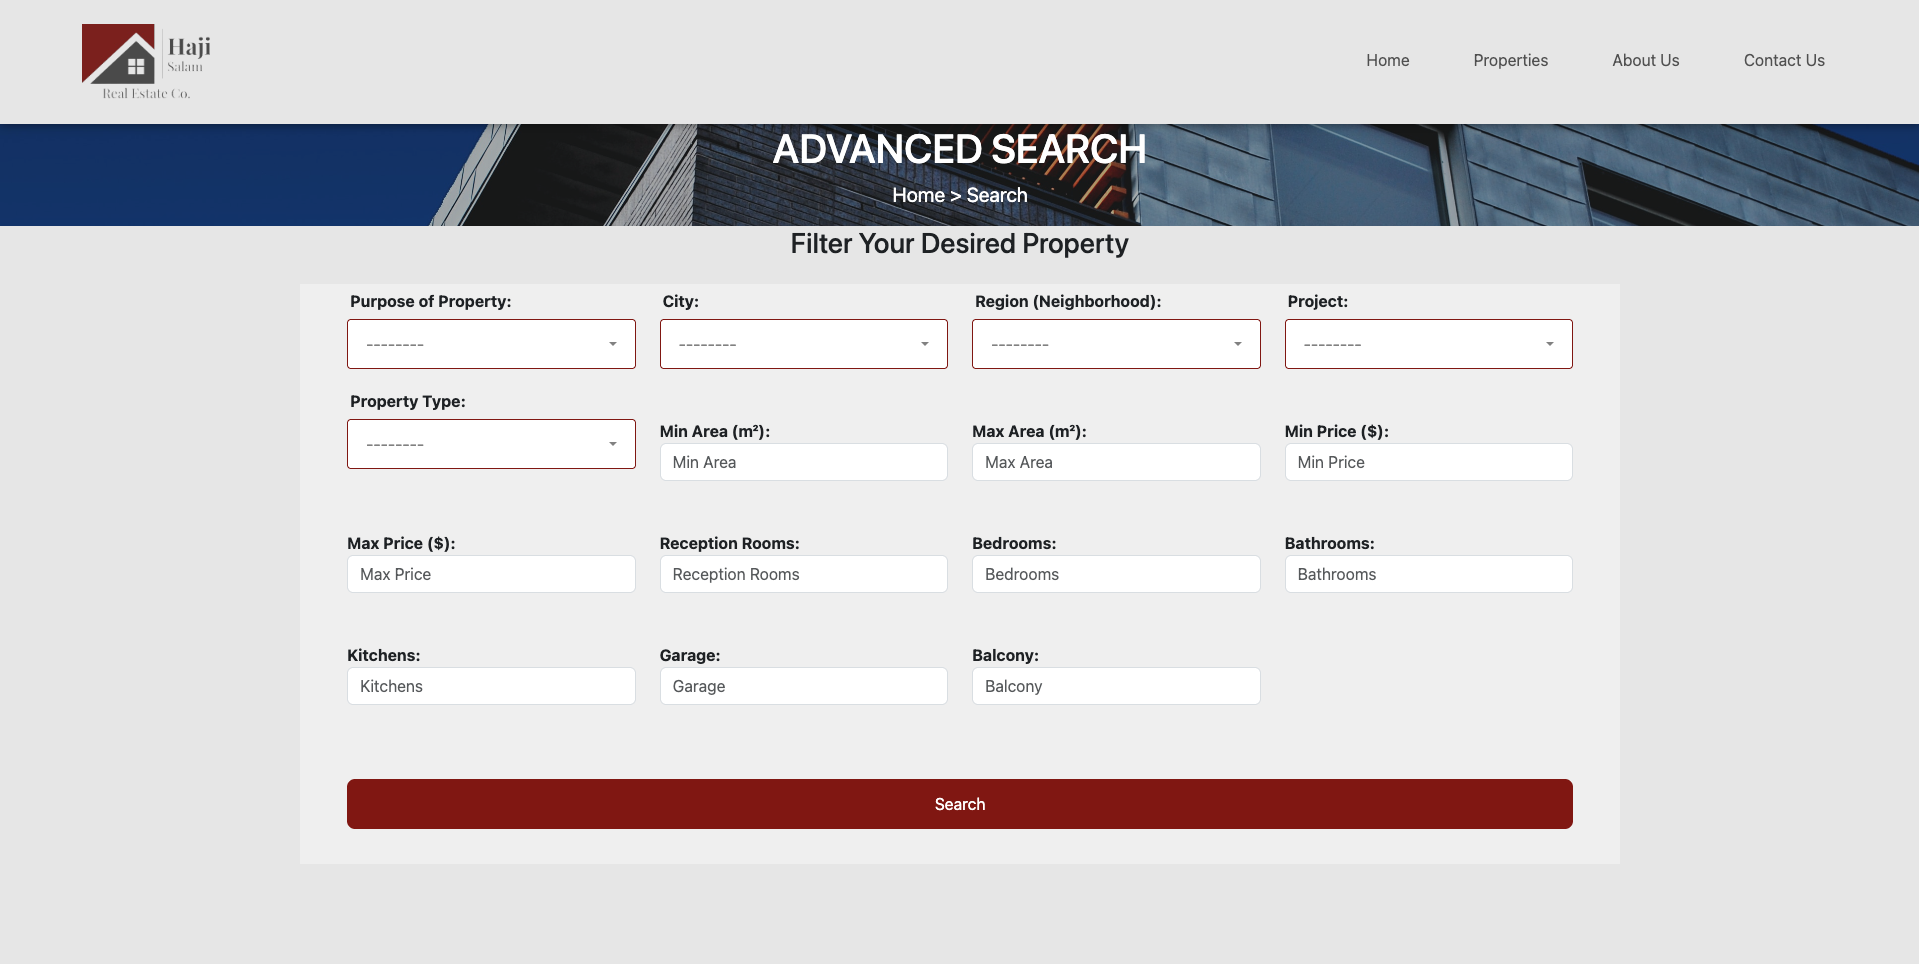 Haji
Salam
Real Estate Co.
Home Properties About Us Contact Us
ADVANCED SEARCH
Home > Search
Filter Your Desired Property
Purpose of Property: City: Region (Neighborhood): Project:
-------- -------- -------- --------
Property Type:
--------
Min Area (m²): Max Area (m²): Min Price ($):
Min Area Max Area Min Price
Max Price ($): Reception Rooms: Bedrooms: Bathrooms:
Max Price Reception Rooms Bedrooms Bathrooms
Kitchens: Garage: Balcony:
Kitchens Garage Balcony
Search